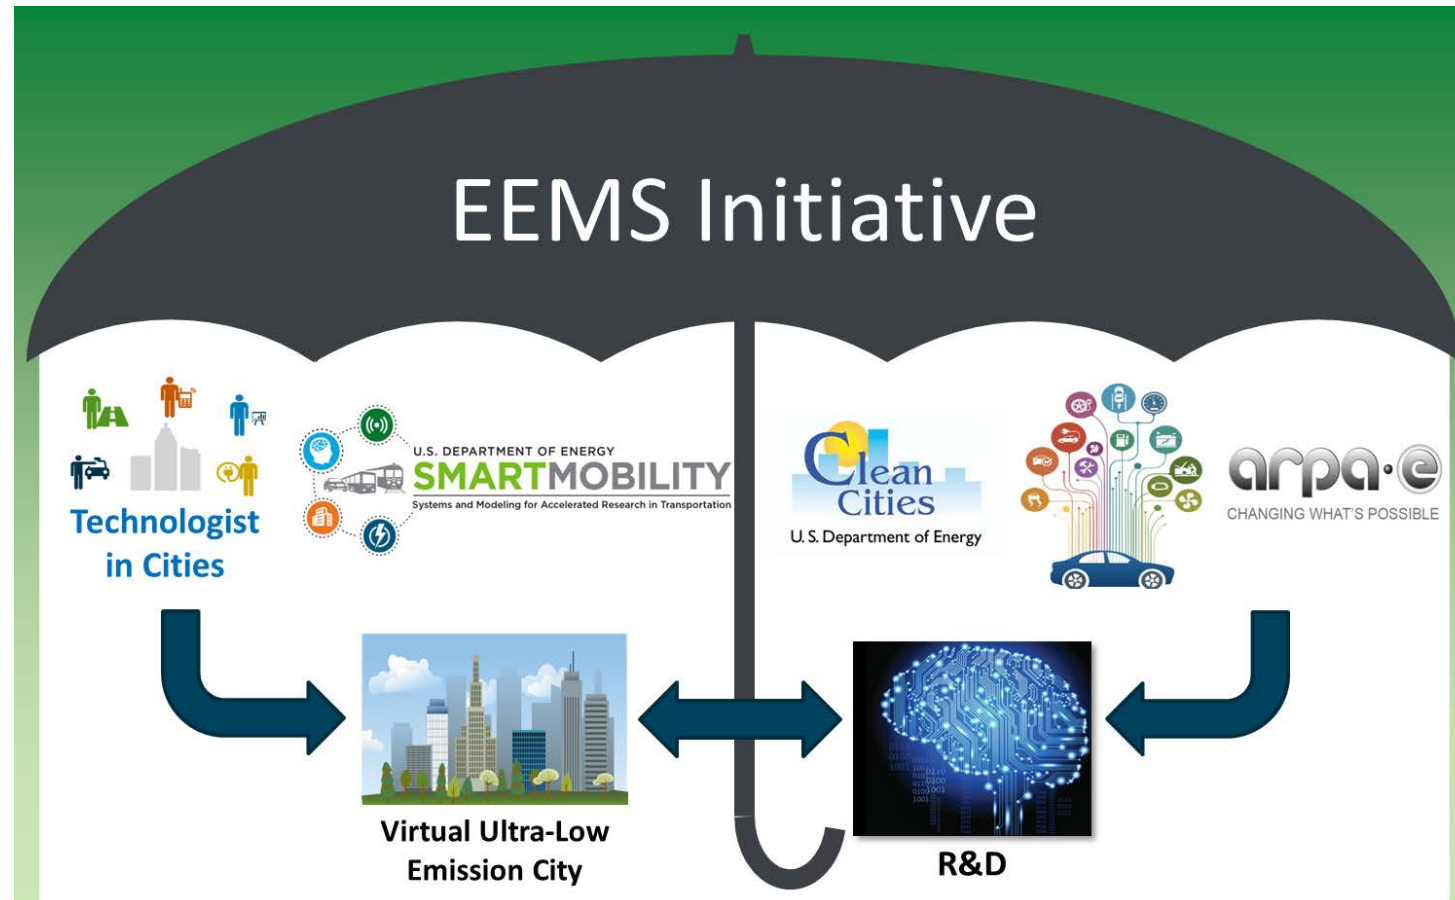 EEMS Initiative
Technologist
in Cities
U.S. DEPARTMENT OF ENERGY
SMARTMOBILITY
Systems and Modeling for Accelerated Research in Transportation
Clean
Cities
U.S. Department of Energy
arpa·e
CHANGING WHAT'S POSSIBLE
Virtual Ultra-Low
Emission City
R&D